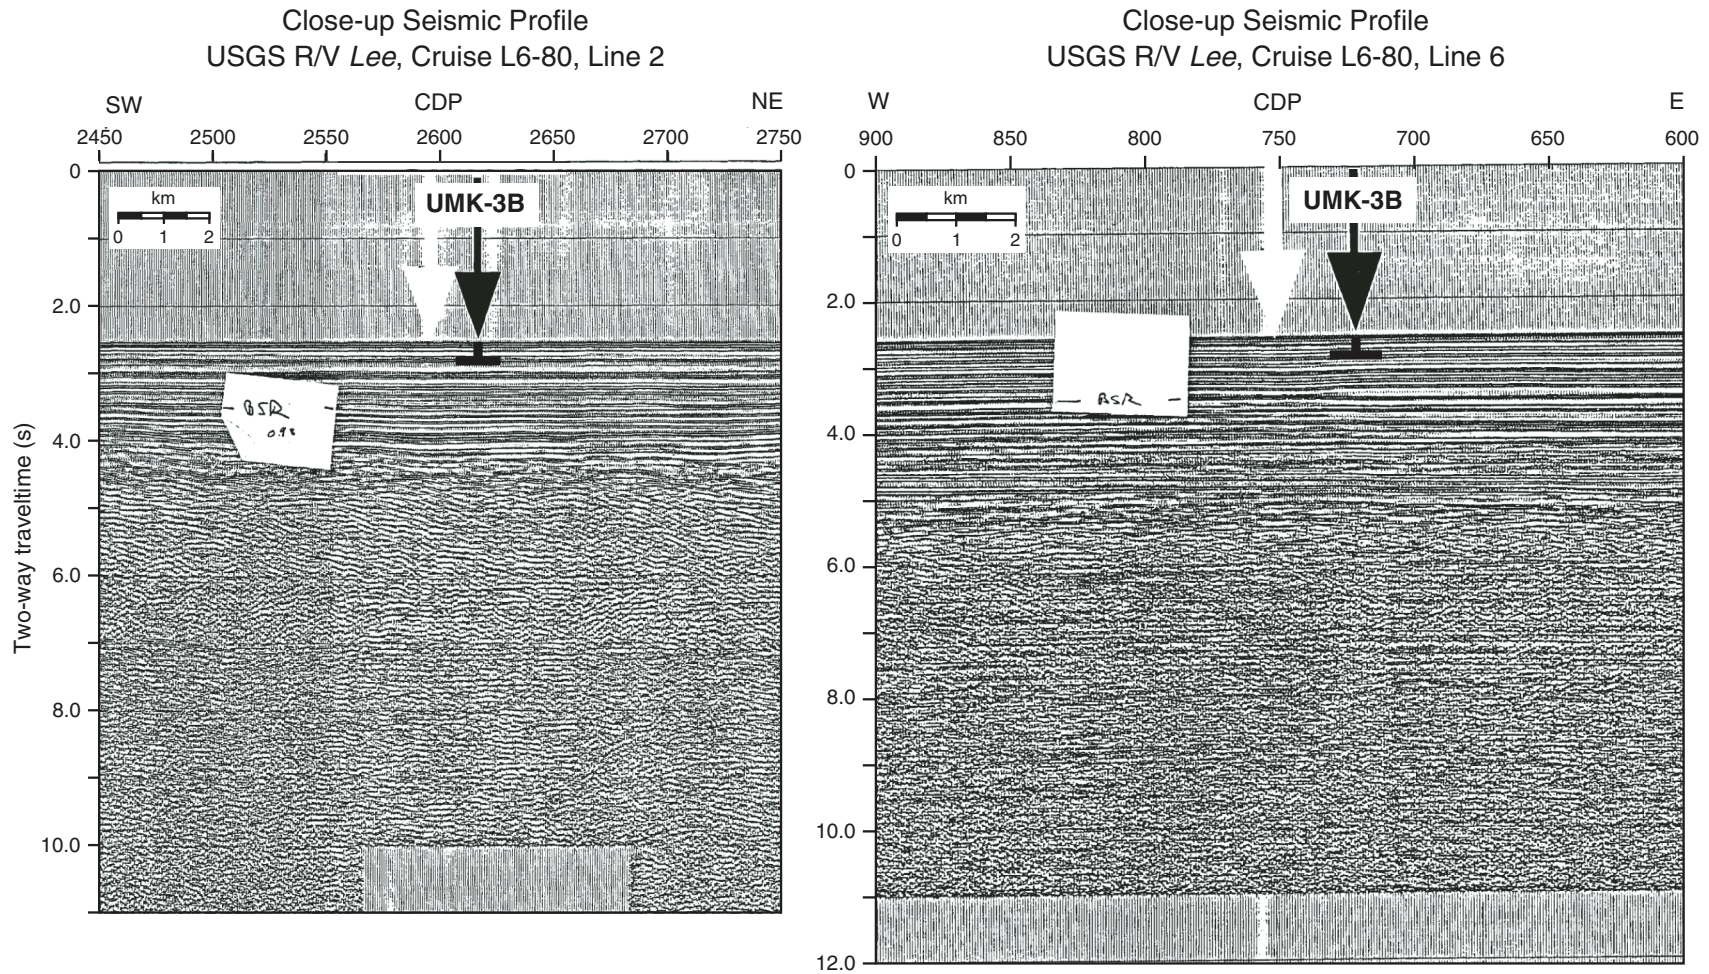 Close-up Seismic Profile
USGS R/V Lee, Cruise L6-80, Line 2
SW CDP NE
2450 2500 2550 2600 2650 2700 2750
0
km
0 1 2
UMK-3B
2.0
BSR
0.98
4.0
6.0
8.0
10.0
Two-way traveltime (s)
Close-up Seismic Profile
USGS R/V Lee, Cruise L6-80, Line 6
W CDP E
900 850 800 750 700 650 600
0
km
0 1 2
UMK-3B
2.0
BSR
4.0
6.0
8.0
10.0
12.0